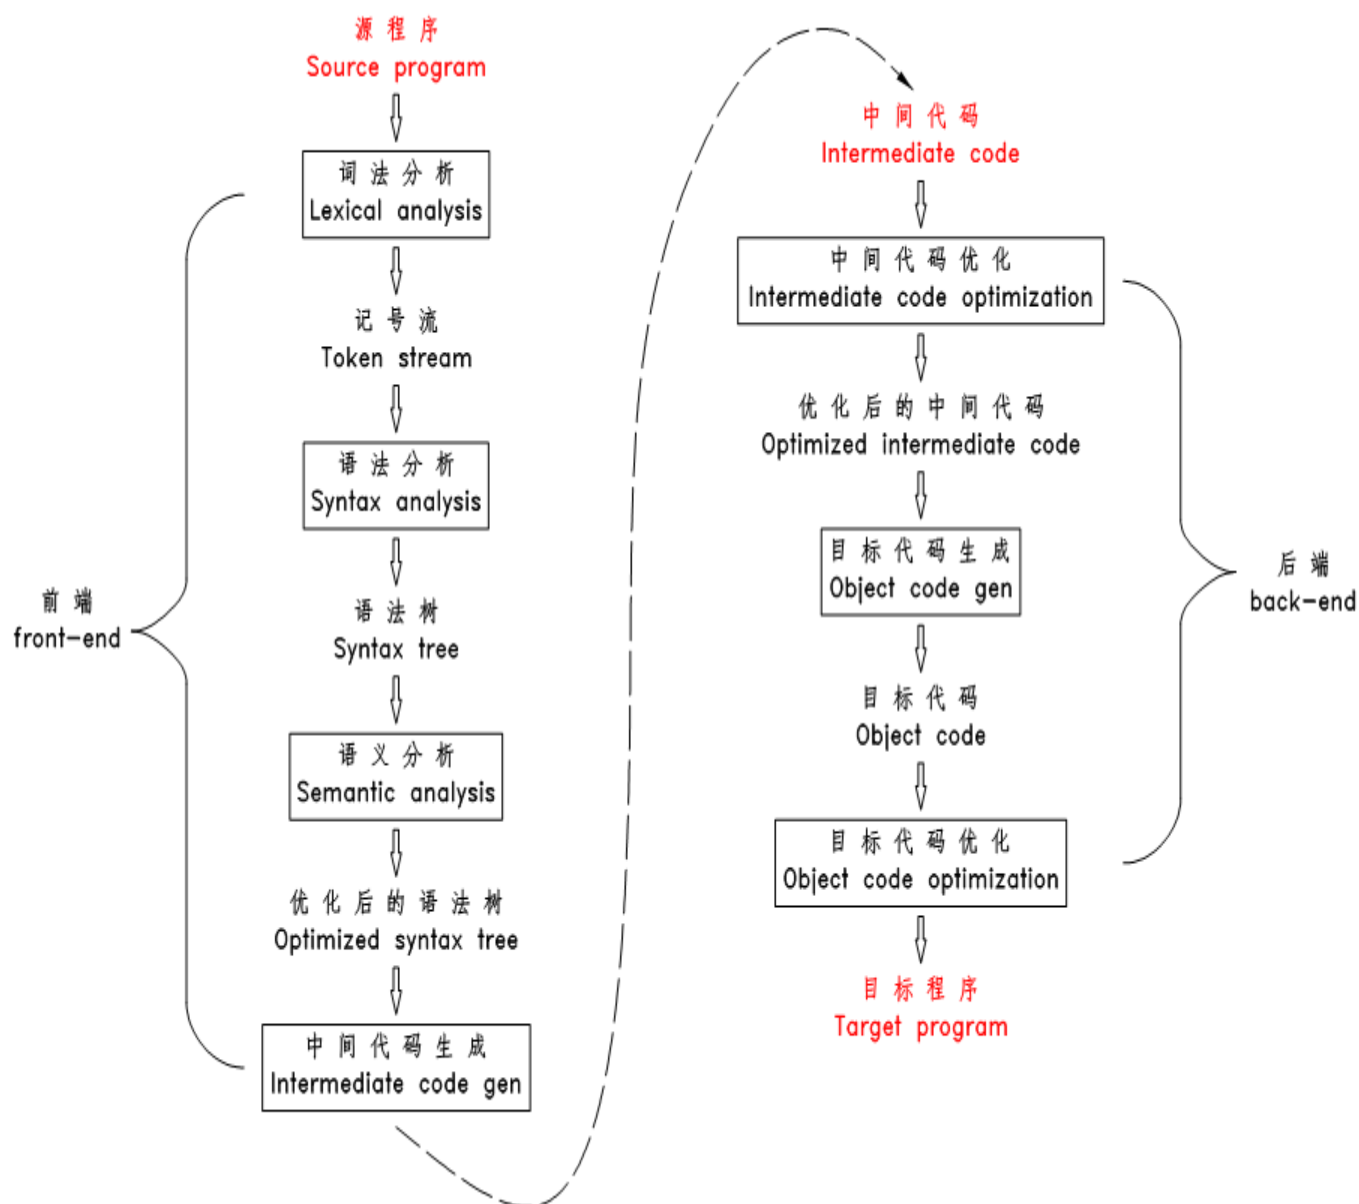 源程序
Source program
词法分析
Lexical analysis
记号流
Token stream
语法分析
Syntax analysis
语法树
Syntax tree
语义分析
Semantic analysis
优化后的语法树
Optimized syntax tree
中间代码生成
Intermediate code gen
前端
front-end
中间代码
Intermediate code
中间代码优化
Intermediate code optimization
优化后的中间代码
Optimized intermediate code
目标代码生成
Object code gen
目标代码
Object code
目标代码优化
Object code optimization
目标程序
Target program
后端
back-end